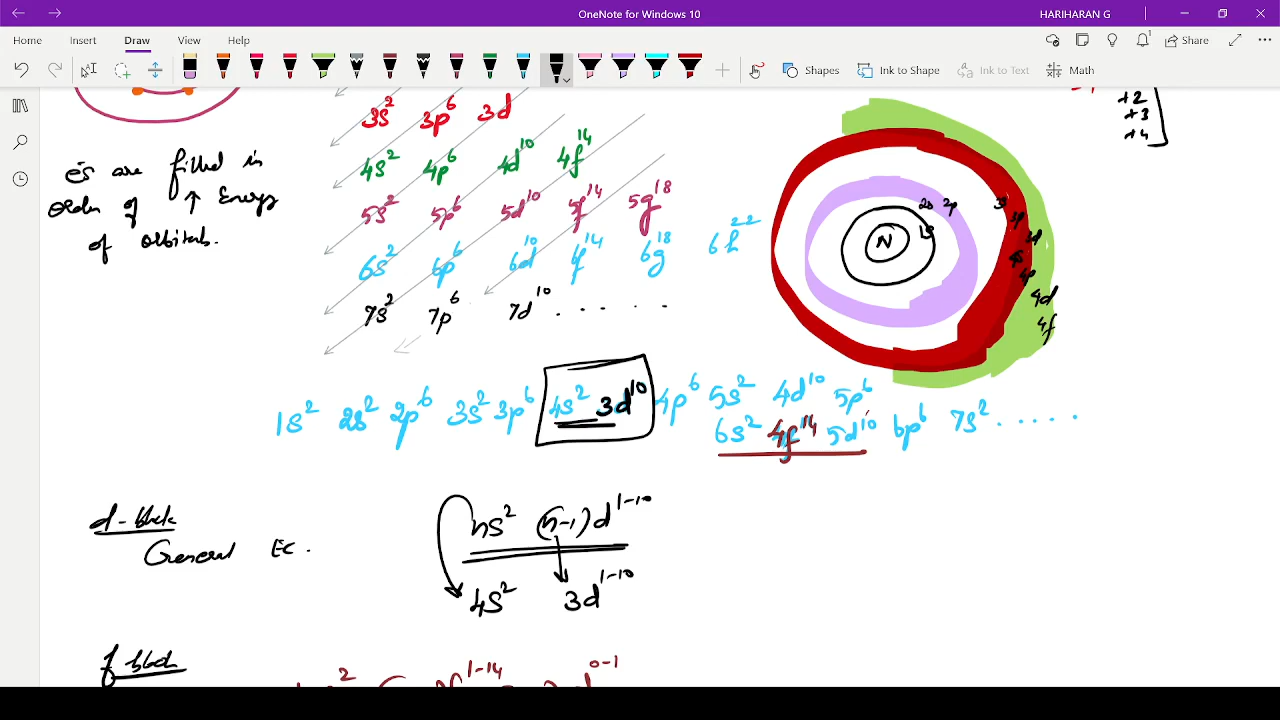 OneNote for Windows 10
HARIHARAN G
Home Insert Draw View Help
Share
Shapes Ink to Shape Ink to Text Math
+2
+3
+4
3s² 3p⁶ 3d
4s² 4p⁶ 4d¹⁰ 4f¹⁴
5s² 5p⁶ 5d¹⁰ 5f¹⁴ 5g¹⁸
6s² 6p⁶ 6d¹⁰ 6f¹⁴ 6g¹⁸ 6h²²
7s² 7p⁶ 7d¹⁰ . . . . . .
es are filled in
order of ↑ Energy
of orbitals.
N
1s
2s 2p
3s
3p
3d
4s
4p
4d
4f
1s² 2s² 2p⁶ 3s² 3p⁶ 4s² 3d¹⁰ 4p⁶ 5s² 4d¹⁰ 5p⁶
6s² 4f¹⁴ 5d¹⁰ 6p⁶ 7s² . . . . .
d-block
General EC.
ns² (n-1)d¹⁻¹⁰
4s² 3d¹⁻¹⁰
f block